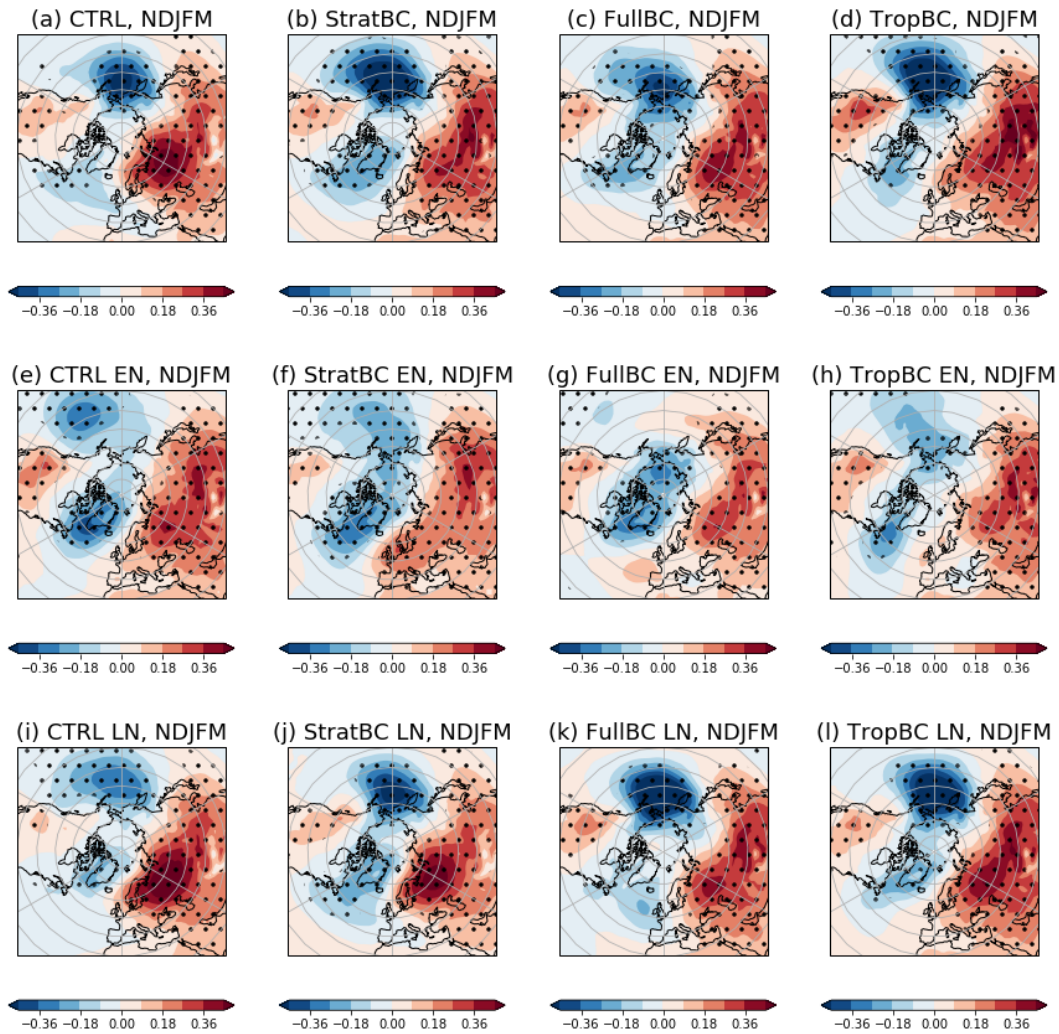 (a) CTRL, NDJFM (b) StratBC, NDJFM (c) FullBC, NDJFM (d) TropBC, NDJFM
−0.36 −0.18 0.00 0.18 0.36 −0.36 −0.18 0.00 0.18 0.36 −0.36 −0.18 0.00 0.18 0.36 −0.36 −0.18 0.00 0.18 0.36
(e) CTRL EN, NDJFM (f) StratBC EN, NDJFM (g) FullBC EN, NDJFM (h) TropBC EN, NDJFM
−0.36 −0.18 0.00 0.18 0.36 −0.36 −0.18 0.00 0.18 0.36 −0.36 −0.18 0.00 0.18 0.36 −0.36 −0.18 0.00 0.18 0.36
(i) CTRL LN, NDJFM (j) StratBC LN, NDJFM (k) FullBC LN, NDJFM (l) TropBC LN, NDJFM
−0.36 −0.18 0.00 0.18 0.36 −0.36 −0.18 0.00 0.18 0.36 −0.36 −0.18 0.00 0.18 0.36 −0.36 −0.18 0.00 0.18 0.36